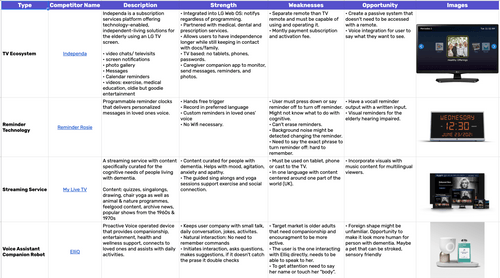 Type Competitor Name Description Strengths Weaknesses Opportunity Images
TV Ecosystem
Independa
Independa is a subscription
services platform offering
technology-enabled,
independent-living solutions for
the elderly using an LG TV
screen.
• video chats/ televisits
• screen notifications
• photo gallery
• Messages
• Calendar reminders
• videos: exercise, medical
education, oldie but goodie
entertainment
• Integrated into LG Web OS: notifys
regardless of programming.
• Partnered with medical, dental and
prescription services.
• Allows users to have independence
longer while still keeping in contact
with docs/family.
• TV based: no tablets, phones,
passwords.
• Caregiver companion app to monitor,
send messages, reminders, and
photos.
• Separate remote than TV
remote and must be capable
of using and operating it.
• Montly payment subscription
and activation fee.
• Create a passive system that
doesn't need to be accessed with
a remote.
• Voice integration for user to
say what they want to see.
Reminder
Technology
Reminder Rosie
Programmable reminder clocks
that delivers personalized
messages in loved ones voice.
• Hands free trigger
• Record in preferred language
• Custom reminders in loved ones'
voice
• No Wifi necessary.
• User must press down or say
reminder off to turn off reminder.
Might not know what to do with
cognitive.
• Can't erase reminders.
• Background noise might be
detected changing the reminder.
• Need to say the exact phrase to
turn reminder off: hard to
remember.
• Have a vocall reminder
output with a written input.
• Visual reminders for the
elderly hearing impaired.
WEDNESDAY
12:30
Streaming Service
My Live TV
A streaming service with content
specifically curated for the
cognitive needs of people living
with dementia.
Content: quizzes, singalongs,
drawing, chair yoga as well as
animal & nature programmes,
feelgood content, archive news,
popular shows from the 1960s &
1970s
• Content curated for people with
dementia. Helps with mood, agitation,
anxiety and apathy.
• The guided sing alongs and yoga
sessions support exercise and social
connection.
• Must be used on tablet, phone
or cast to the TV.
• In one language with content
centered around one part of the
world (UK).
• Incorporate visuals with
music content for multilingual
viewers.
Voice Assistant
Companion Robot
ElliQ
Proactive Voice operated device
that provides companionship,
entertainment, health and
wellness support, connects to
loved ones and assists with daily
activities.
• Keeps user company with small talk,
daily conversation, jokes, activities.
• Natural interaction: No need to
remember commands
• Initiates interaction, asks questions,
makes suggestions, if it doesn't catch
the phrase it double checks
• Target market is older adults
that need companionship and
encouragement to be more
active.
• The user is the one interacting
with Elliq directly, needs to be
able to speak to her.
• To get attention need to say
her name or touch her "body".
• Foreign shape might be
unfamiliar. Opportunity to
make it look more human for
person with dementia. Maybe
a pet that can be stroked,
sensory friendly